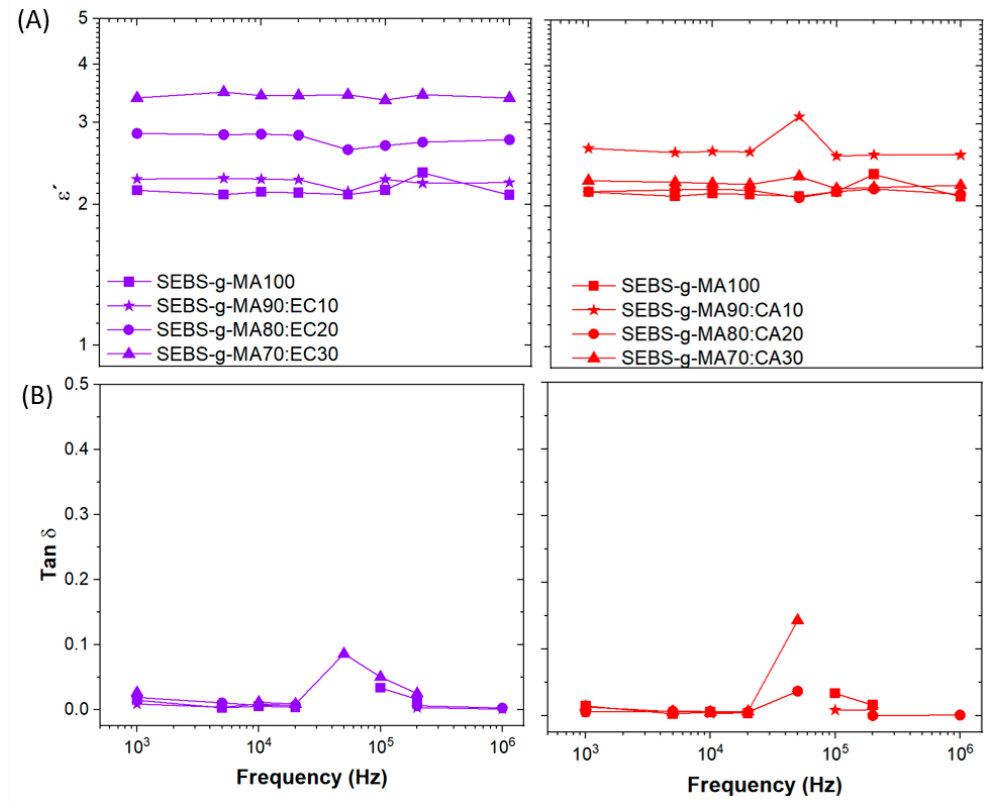 (A)
5
4
3
2
1
ε´
SEBS-g-MA100
SEBS-g-MA90:EC10
SEBS-g-MA80:EC20
SEBS-g-MA70:EC30
SEBS-g-MA100
SEBS-g-MA90:CA10
SEBS-g-MA80:CA20
SEBS-g-MA70:CA30
(B)
0.5
0.4
0.3
0.2
0.1
0.0
Tan δ
10³ 10⁴ 10⁵ 10⁶
Frequency (Hz)
10³ 10⁴ 10⁵ 10⁶
Frequency (Hz)